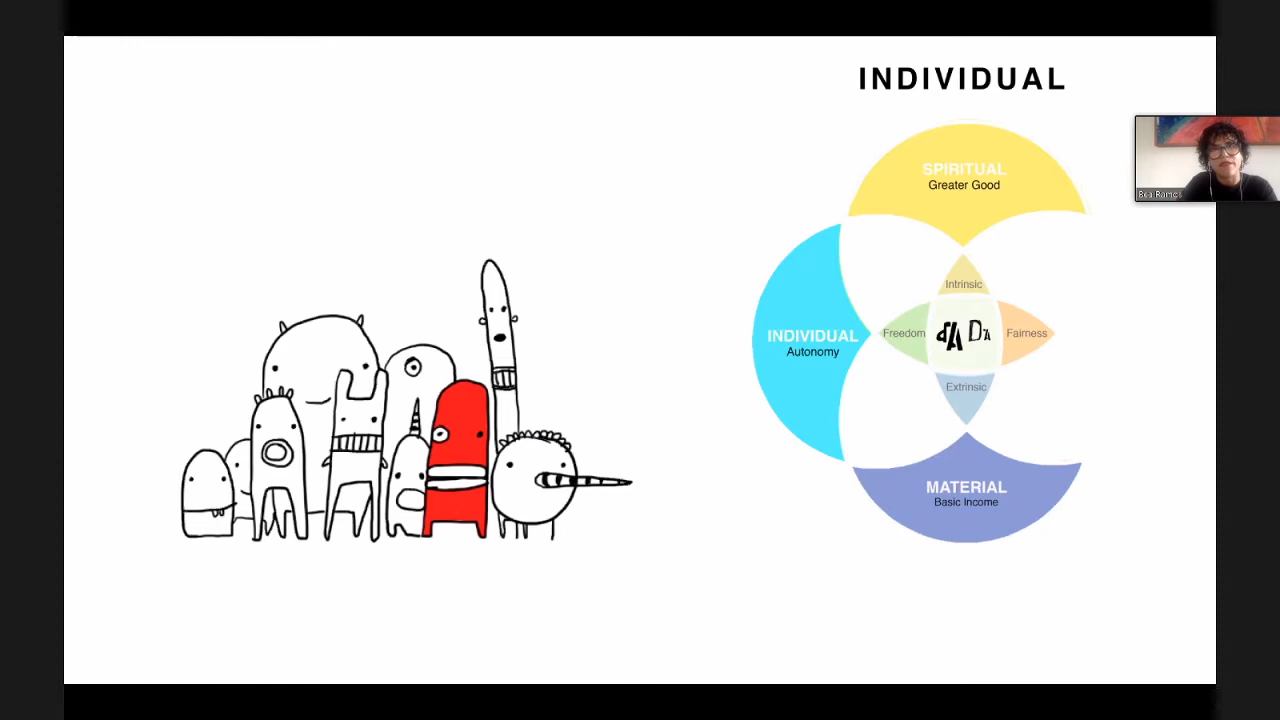 INDIVIDUAL
SPIRITUAL
Greater Good
Intrinsic
INDIVIDUAL
Autonomy
Freedom
Fairness
Extrinsic
MATERIAL
Basic Income